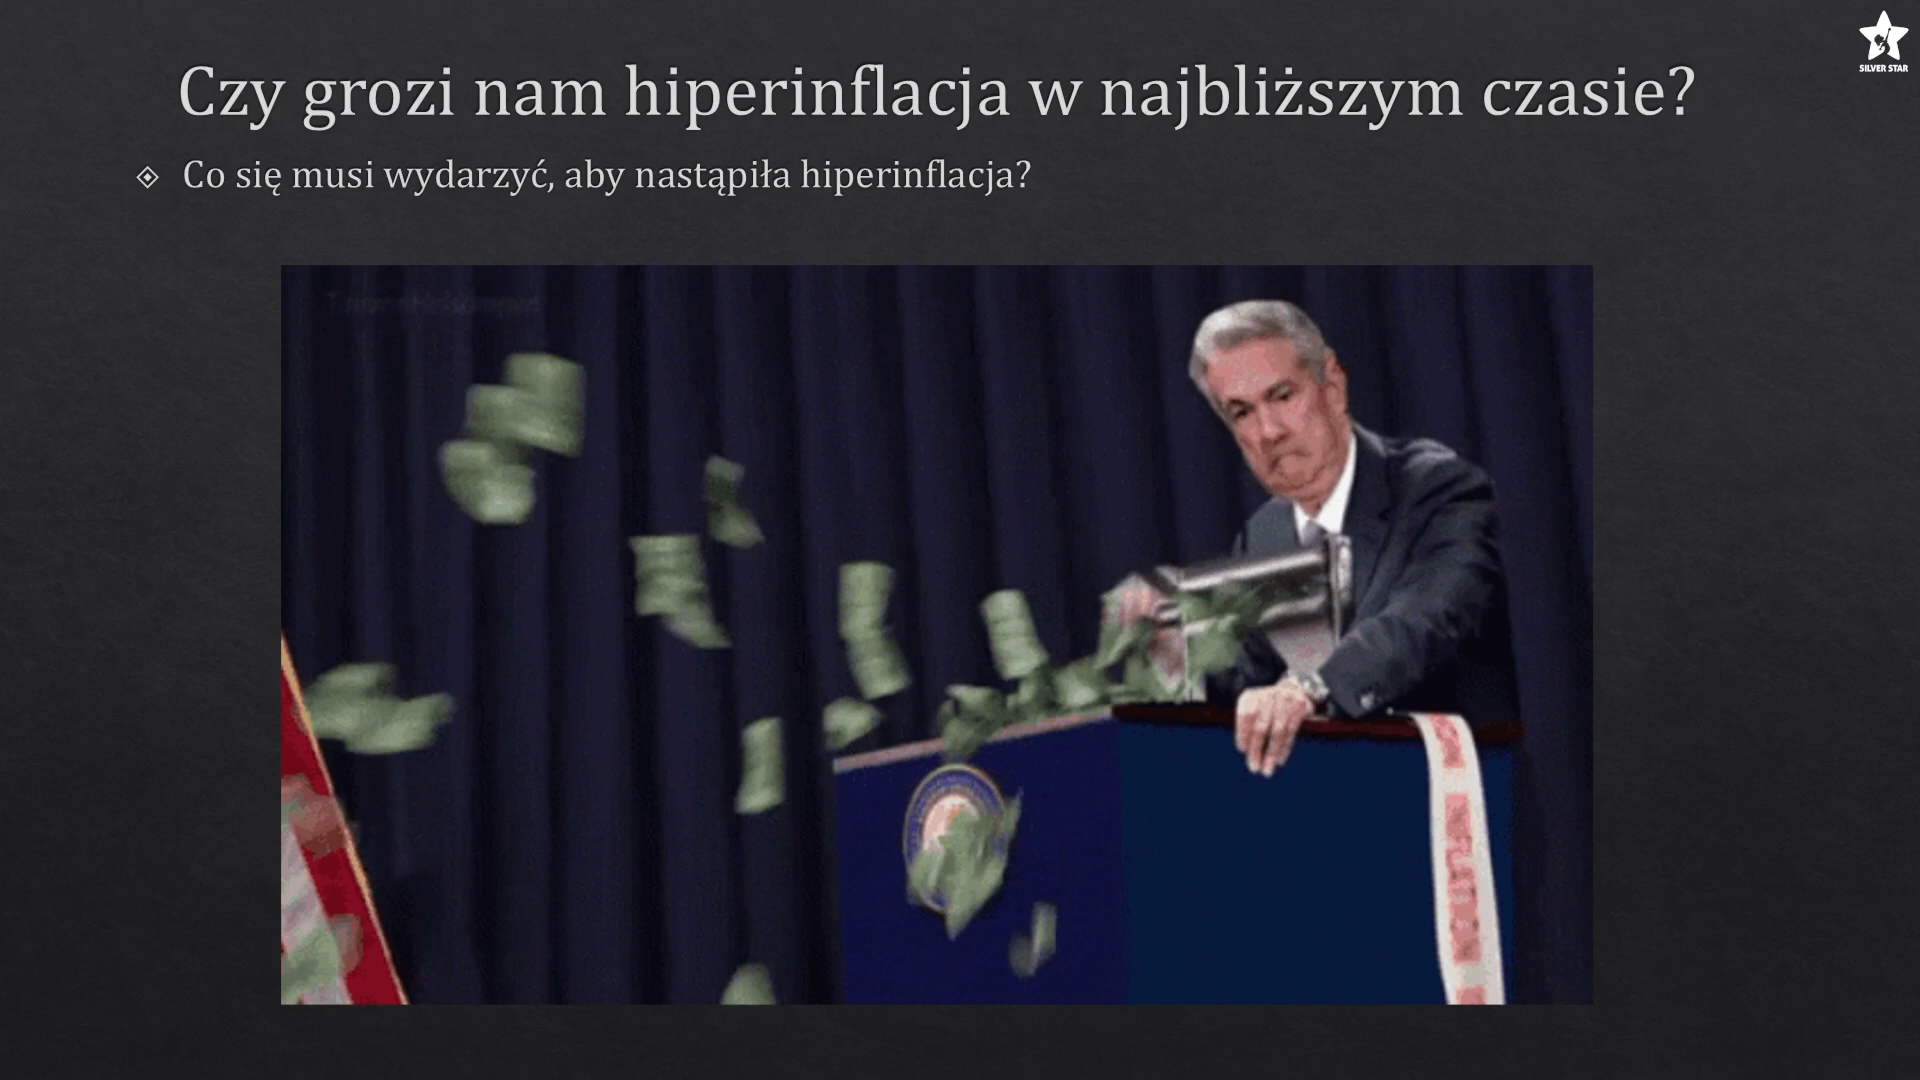 SILVER STAR
Czy grozi nam hiperinflacja w najbliższym czasie?
Co się musi wydarzyć, aby nastąpiła hiperinflacja?